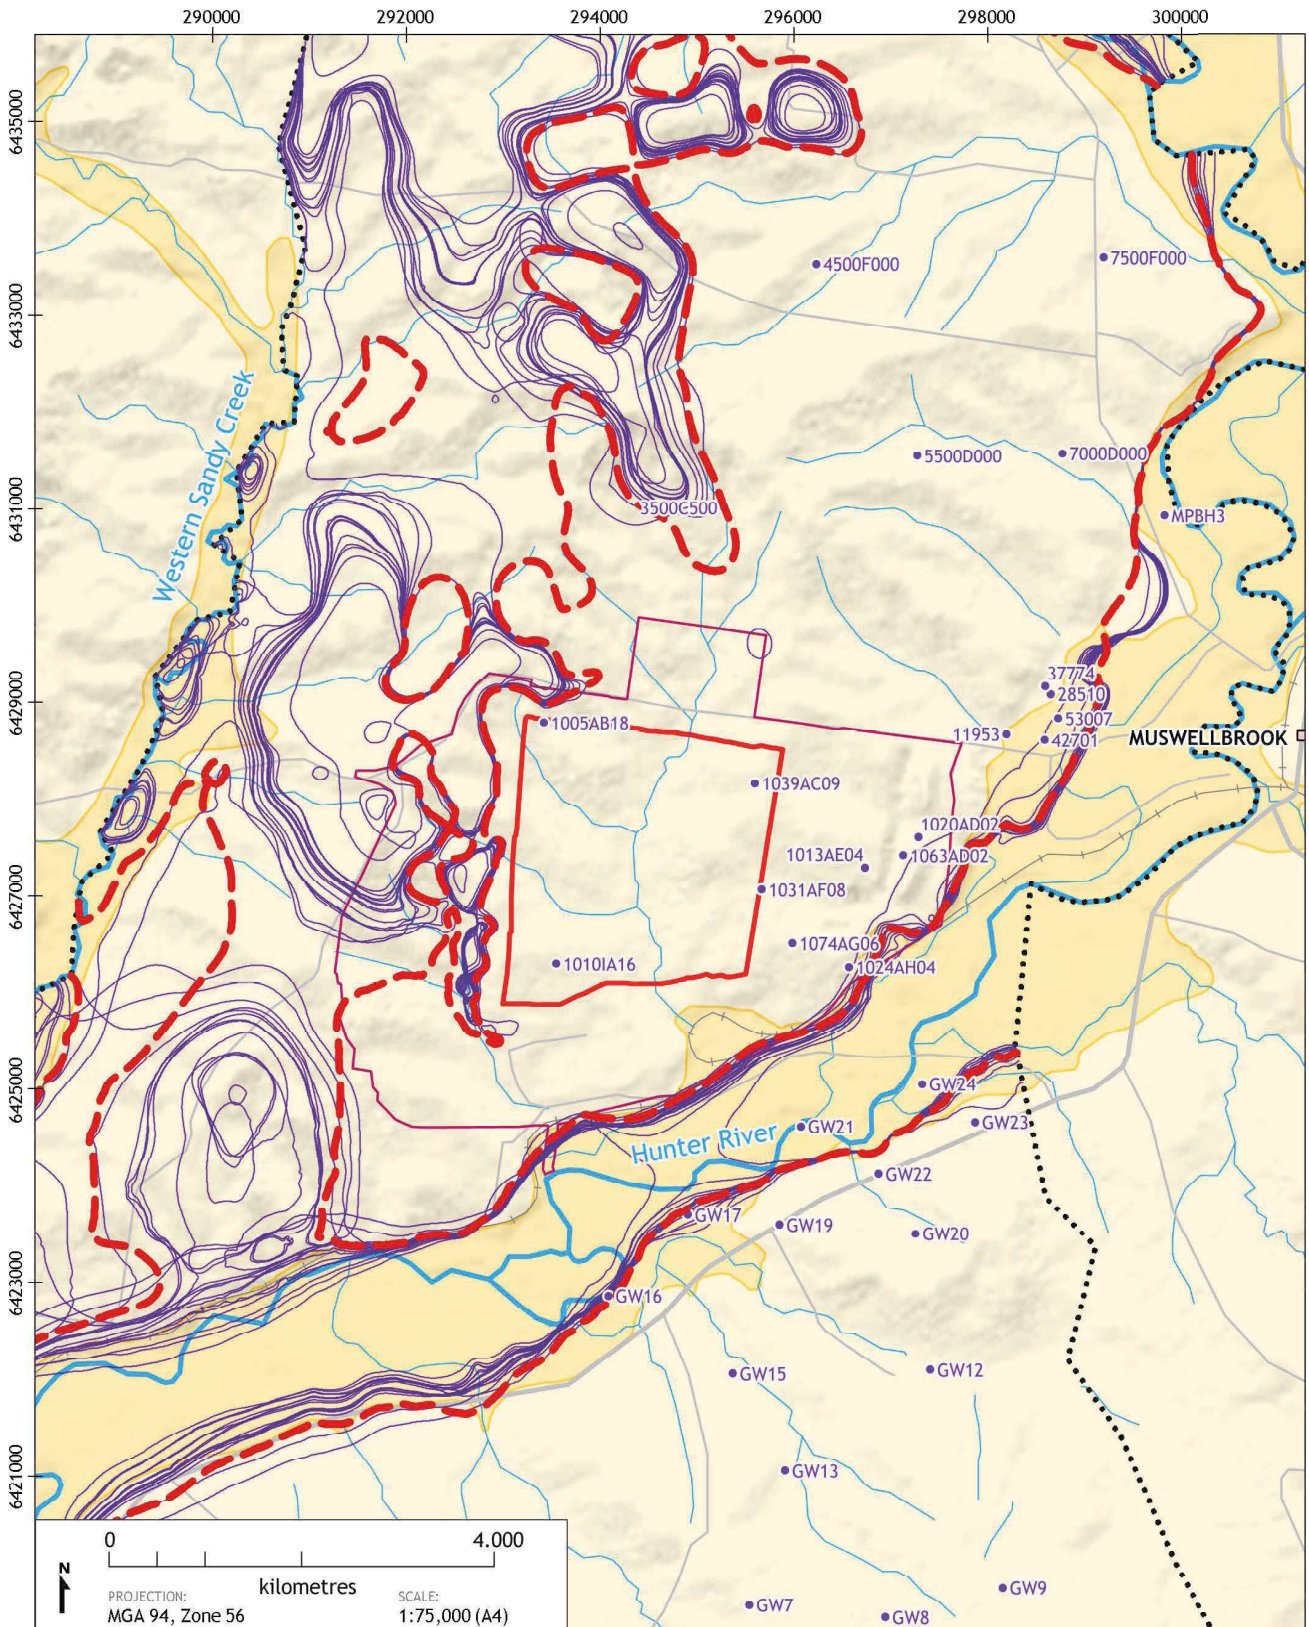 290000 292000 294000 296000 298000 300000
6435000
6433000
6431000
6429000
6427000
6425000
6423000
6421000
4500F000
7500F000
Western Sandy Creek
5500D000
7000D000
3500C500
MPBH3
37774
28510
53007
1005AB18
11953
42701
MUSWELLBROOK
1039AC09
1020AD02
1013AE04
1063AD02
1031AF08
1074AG06
1010IA16
1024AH04
GW24
Hunter River
GW21
GW23
GW22
GW17
GW19
GW20
GW16
GW15
GW12
GW13
GW9
GW7
GW8
0 4.000
kilometres
N
PROJECTION:
MGA 94, Zone 56
SCALE:
1:75,000 (A4)